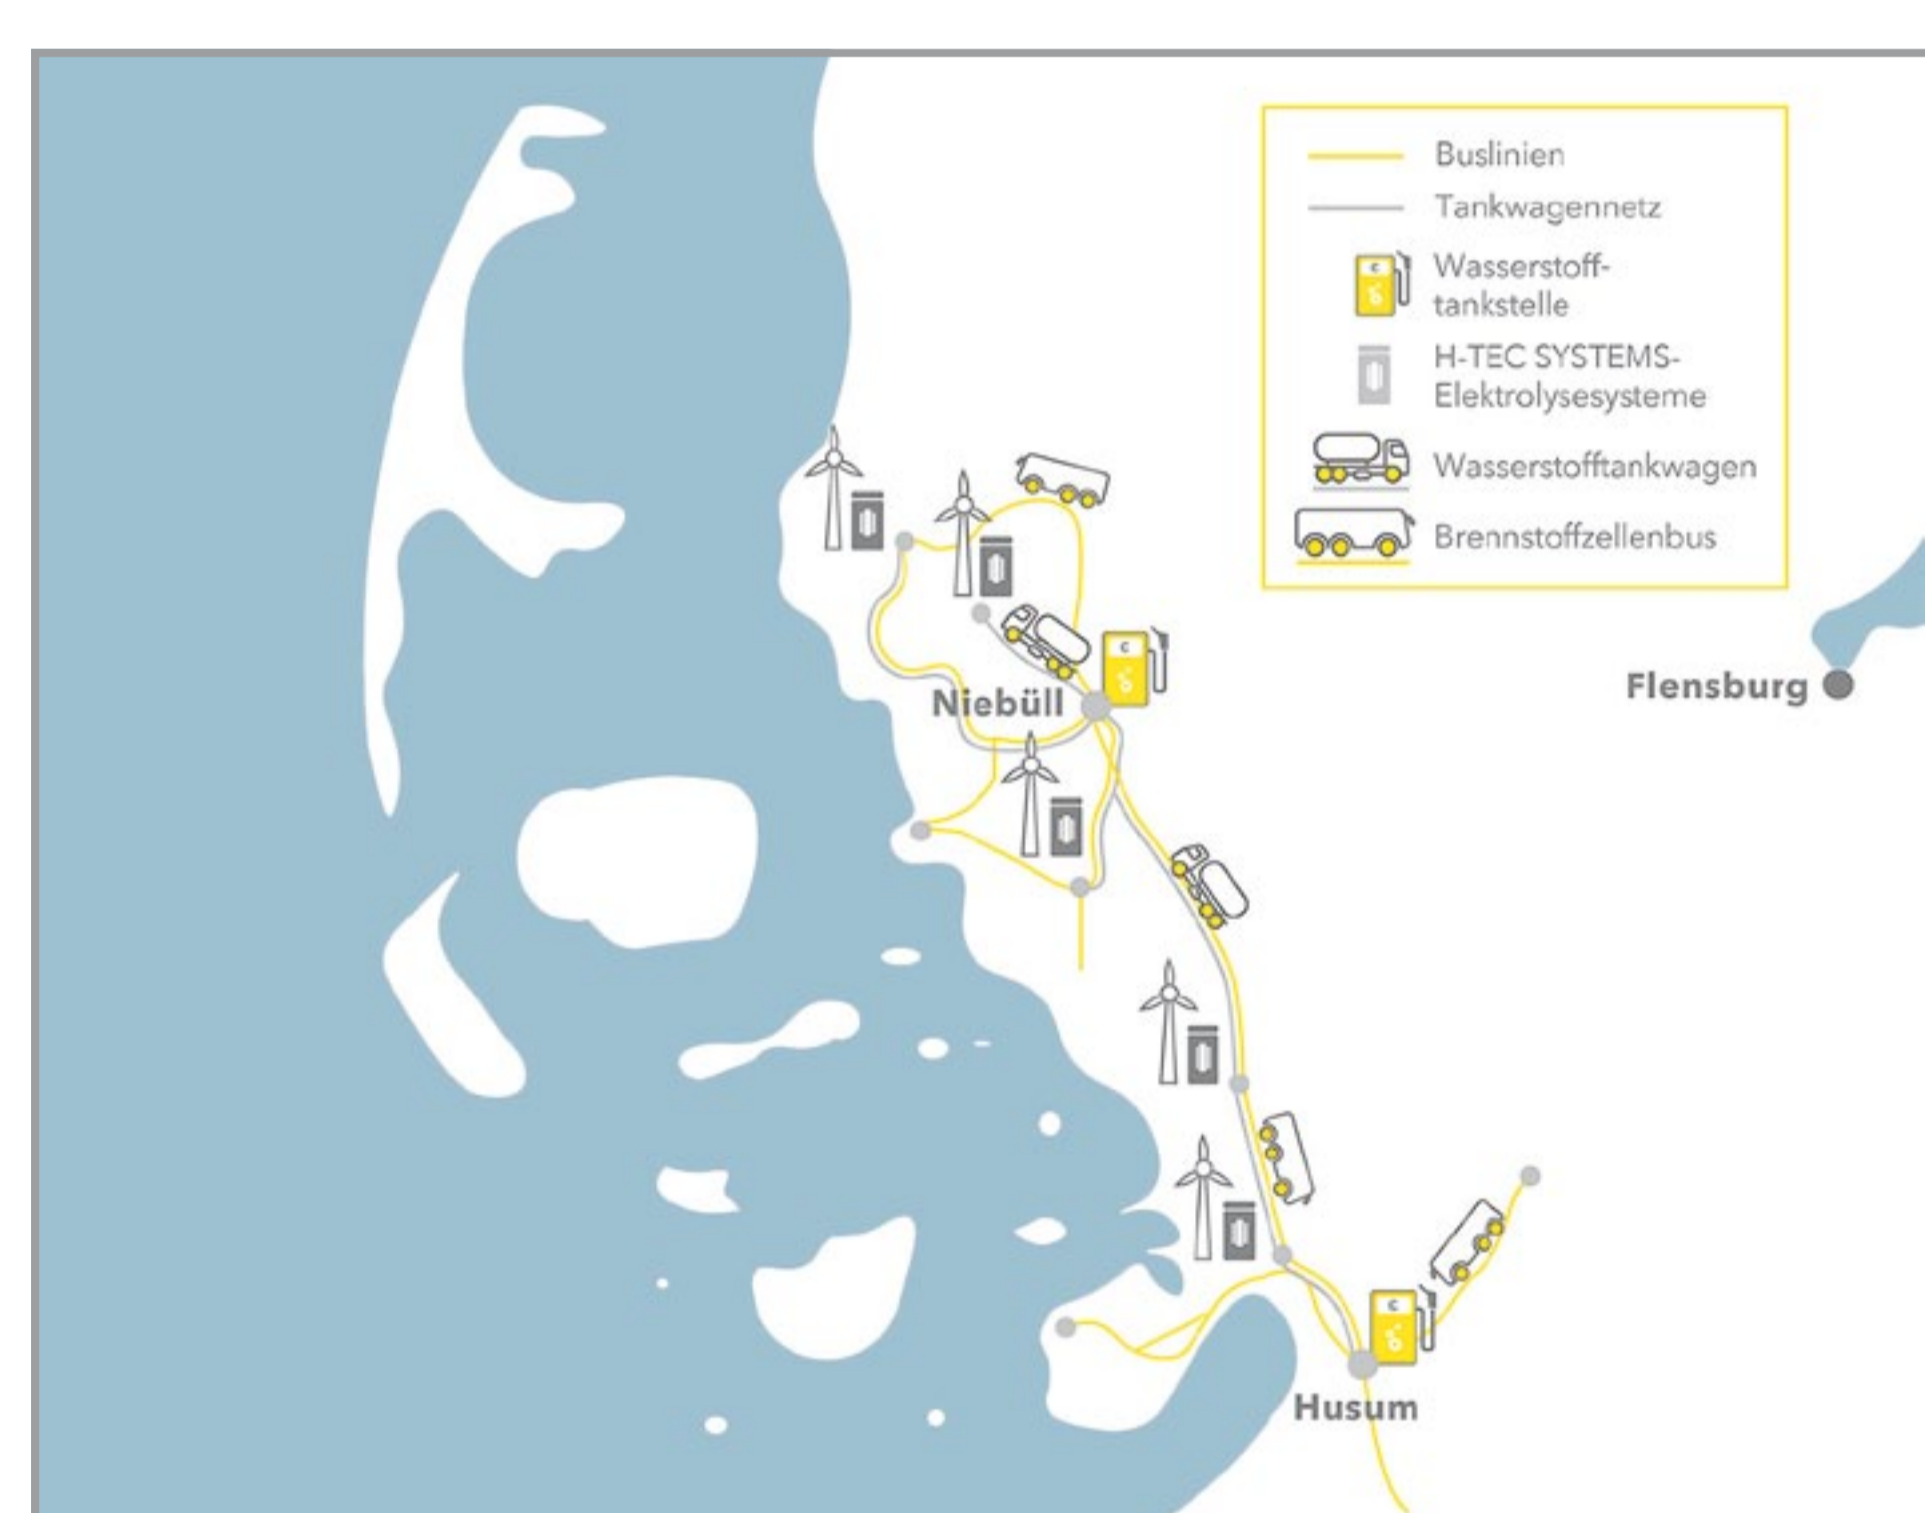 Buslinien
Tankwagennetz
Wasserstoff-
tankstelle
H-TEC SYSTEMS-
Elektrolysesysteme
Wasserstofftankwagen
Brennstoffzellenbus
Flensburg
Niebüll
Husum